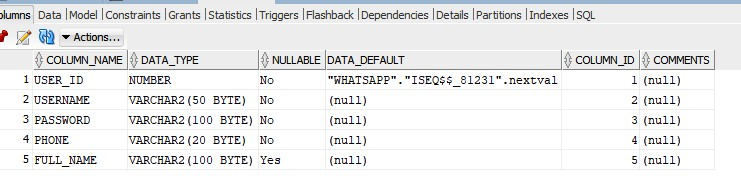 olumns Data Model Constraints Grants Statistics Triggers Flashback Dependencies Details Partitions Indexes SQL
Actions...
COLUMN_NAME DATA_TYPE NULLABLE DATA_DEFAULT COLUMN_ID COMMENTS
1 USER_ID NUMBER No "WHATSAPP"."ISEQ$$_81231".nextval 1 (null)
2 USERNAME VARCHAR2(50 BYTE) No (null) 2 (null)
3 PASSWORD VARCHAR2(100 BYTE) No (null) 3 (null)
4 PHONE VARCHAR2(20 BYTE) No (null) 4 (null)
5 FULL_NAME VARCHAR2(100 BYTE) Yes (null) 5 (null)